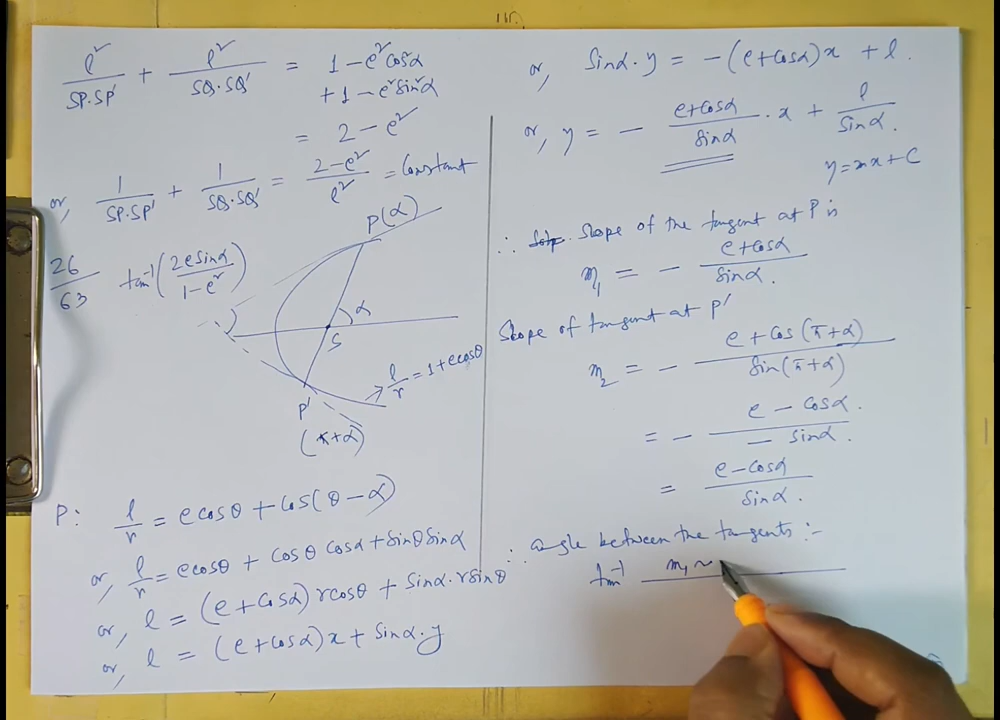 l²/(SP.SP') + l²/(SQ.SQ') = 1 - e²cos²α
+ 1 - e²sin²α
= 2 - e²
or, 1/(SP.SP') + 1/(SQ.SQ') = (2 - e²)/l² = Constant
26/63 tan⁻¹(2e sinα/(1 - e²))
P(α)
α
S
l/r = 1 + e cosθ
P'
(π+α)
P: l/r = e cosθ + cos(θ - α)
or, l/r = e cosθ + cosθ cosα + sinθ sinα
or, l = (e + cosα) r cosθ + sinα. r sinθ
or, l = (e + cosα) x + sinα. y
or, sinα. y = -(e + cosα) x + l.
or, y = - (e + cosα)/sinα . x + l/sinα.
y = mx + c
∴ Slope of the tangent at P is
m₁ = - (e + cosα)/sinα.
Slope of tangent at P'
m₂ = - (e + cos(π+α))/sin(π+α)
= - (e - cosα.)/(- sinα.)
= (e - cosα)/sinα.
∴ angle between the tangents :-
tan⁻¹ m₁ ~